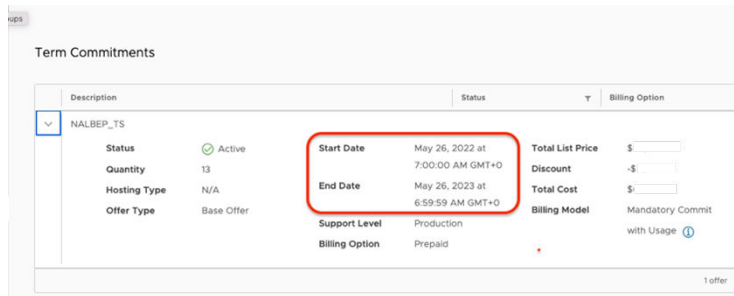 oups
Term Commitments
Description Status Billing Option
NALBEP_TS
Status Active Start Date May 26, 2022 at Total List Price $
7:00:00 AM GMT+0
Quantity 13 Discount -$
Hosting Type N/A End Date May 26, 2023 at Total Cost $
6:59:59 AM GMT+0
Offer Type Base Offer Billing Model Mandatory Commit
Support Level Production with Usage
Billing Option Prepaid
1 offer